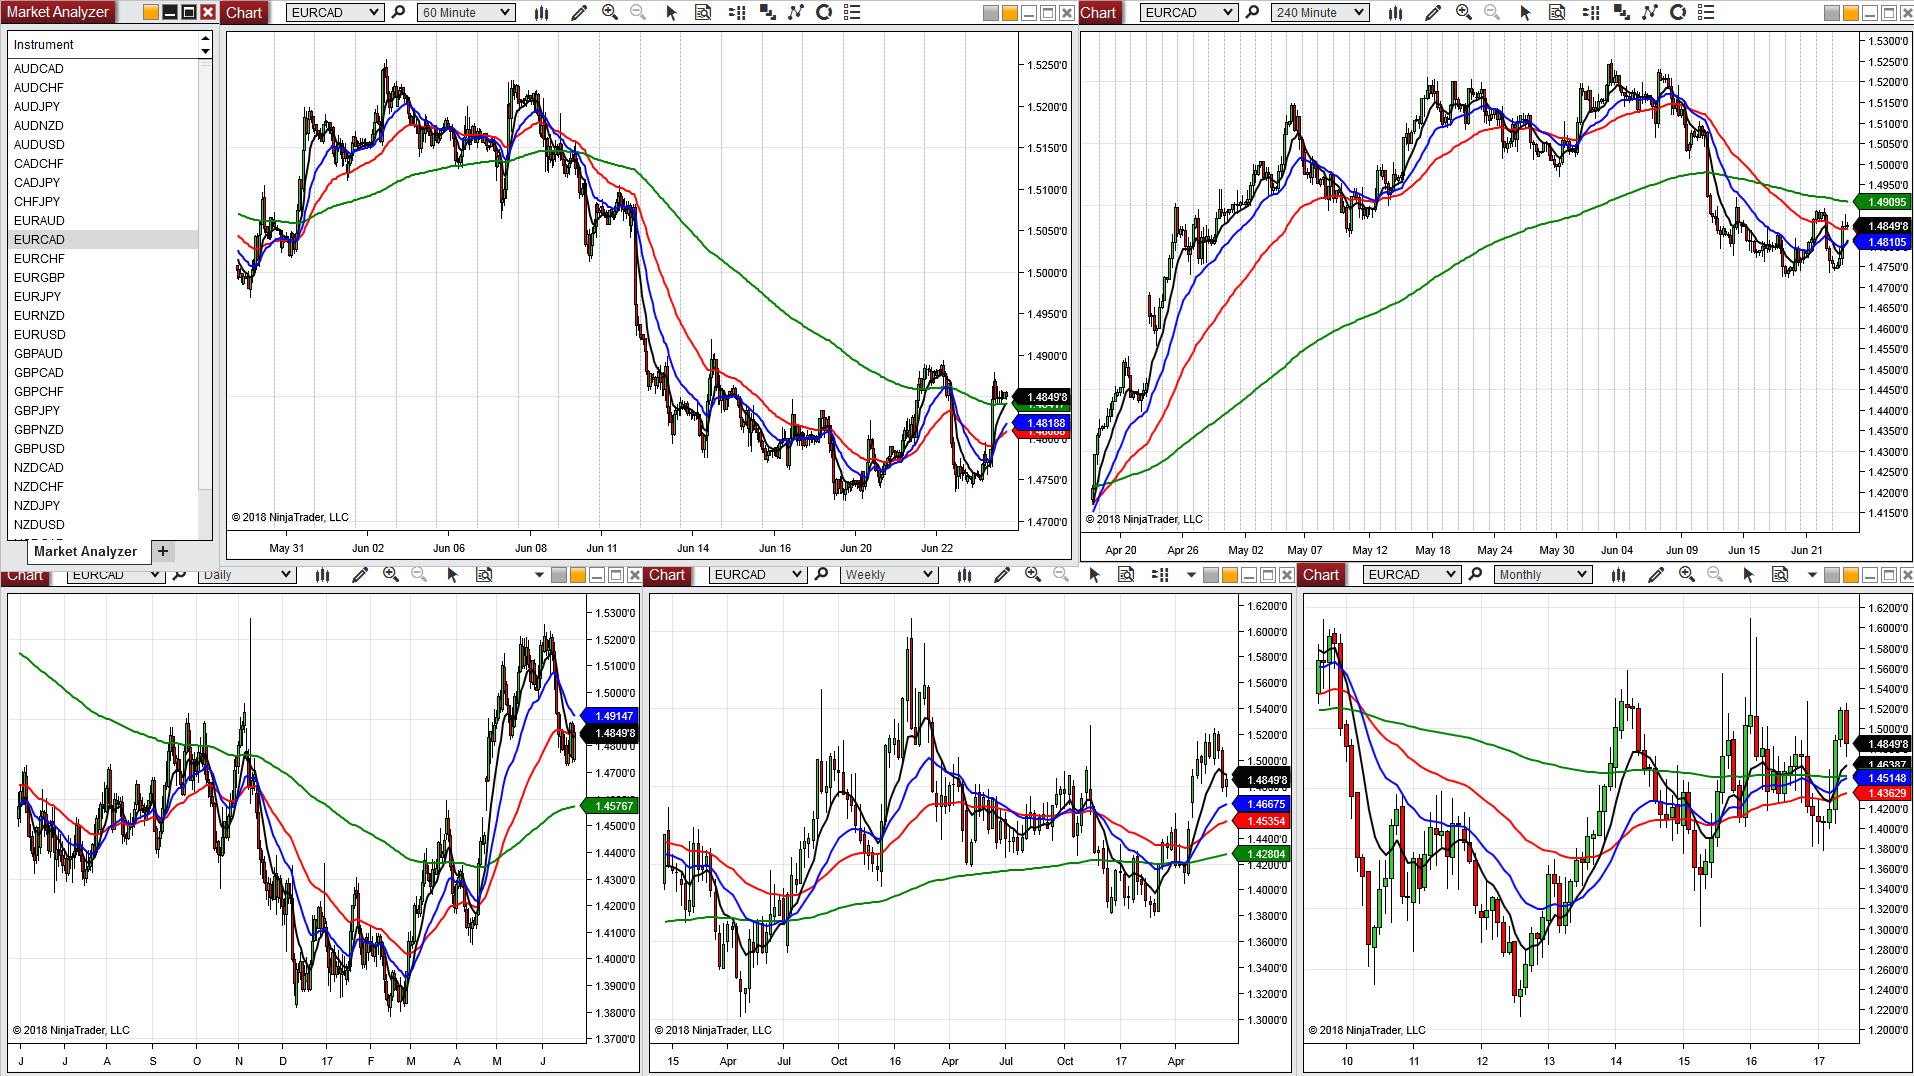 Market Analyzer
Instrument
AUDCAD
AUDCHF
AUDJPY
AUDNZD
AUDUSD
CADCHF
CADJPY
CHFJPY
EURAUD
EURCAD
EURCHF
EURGBP
EURJPY
EURNZD
EURUSD
GBPAUD
GBPCAD
GBPCHF
GBPJPY
GBPNZD
GBPUSD
NZDCAD
NZDCHF
NZDJPY
NZDUSD
Market Analyzer +
Chart EURCAD 60 Minute
1.5250'0
1.5200'0
1.5150'0
1.5100'0
1.5050'0
1.5000'0
1.4950'0
1.4900'0
1.4849'8
1.48188
1.4750'0
1.4700'0
© 2018 NinjaTrader, LLC
May 31 Jun 02 Jun 06 Jun 08 Jun 11 Jun 14 Jun 16 Jun 20 Jun 22
Chart EURCAD 240 Minute
1.5300'0
1.5250'0
1.5200'0
1.5150'0
1.5100'0
1.5050'0
1.5000'0
1.4950'0
1.49095
1.4849'8
1.48105
1.4750'0
1.4700'0
1.4650'0
1.4600'0
1.4550'0
1.4500'0
1.4450'0
1.4400'0
1.4350'0
1.4300'0
1.4250'0
1.4200'0
1.4150'0
© 2018 NinjaTrader, LLC
Apr 20 Apr 26 May 02 May 07 May 12 May 18 May 24 May 30 Jun 04 Jun 09 Jun 15 Jun 21
Chart EURCAD Daily
1.5300'0
1.5200'0
1.5100'0
1.5000'0
1.49147
1.4849'8
1.4800'0
1.4700'0
1.45767
1.4500'0
1.4400'0
1.4300'0
1.4200'0
1.4100'0
1.4000'0
1.3900'0
1.3800'0
1.3700'0
© 2018 NinjaTrader, LLC
J J A S O N D 17 F M A M J
Chart EURCAD Weekly
1.6200'0
1.6000'0
1.5800'0
1.5600'0
1.5400'0
1.5200'0
1.5000'0
1.4849'8
1.46675
1.45354
1.4400'0
1.42804
1.4200'0
1.4000'0
1.3800'0
1.3600'0
1.3400'0
1.3200'0
1.3000'0
© 2018 NinjaTrader, LLC
15 Apr Jul Oct 16 Apr Jul Oct 17 Apr
Chart EURCAD Monthly
1.6200'0
1.6000'0
1.5800'0
1.5600'0
1.5400'0
1.5200'0
1.5000'0
1.4849'8
1.46387
1.45148
1.43629
1.4200'0
1.4000'0
1.3800'0
1.3600'0
1.3400'0
1.3200'0
1.3000'0
1.2800'0
1.2600'0
1.2400'0
1.2200'0
1.2000'0
© 2018 NinjaTrader, LLC
10 11 12 13 14 15 16 17